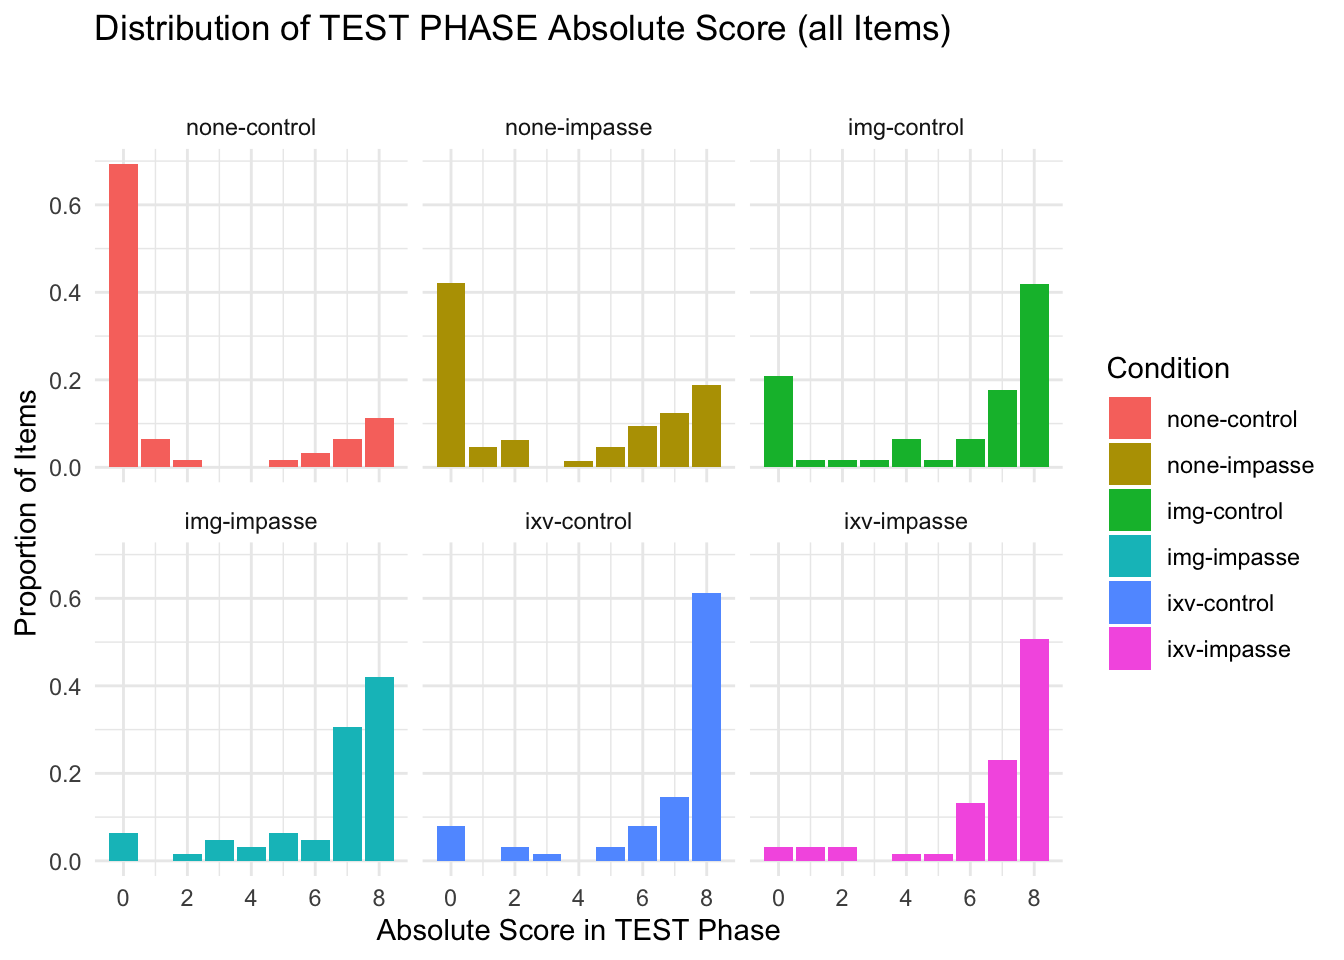 Distribution of TEST PHASE Absolute Score (all Items)
none-control
none-impasse
img-control
0.6
0.4
0.2
0.0
img-impasse
ixv-control
ixv-impasse
0.6
0.4
0.2
0.0
0 2 4 6 8
0 2 4 6 8
0 2 4 6 8
Absolute Score in TEST Phase
Proportion of Items
Condition
none-control
none-impasse
img-control
img-impasse
ixv-control
ixv-impasse